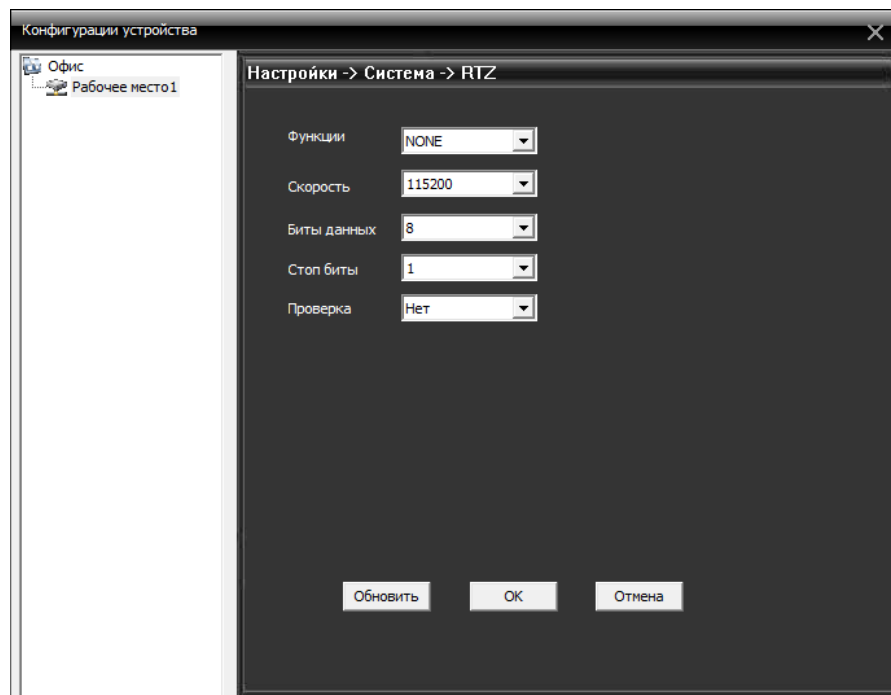 Конфигурации устройства
Офис
Рабочее место1
Настройки -> Система -> RTZ
Функции
NONE
Скорость
115200
Биты данных
8
Стоп биты
1
Проверка
Нет
Обновить
OK
Отмена